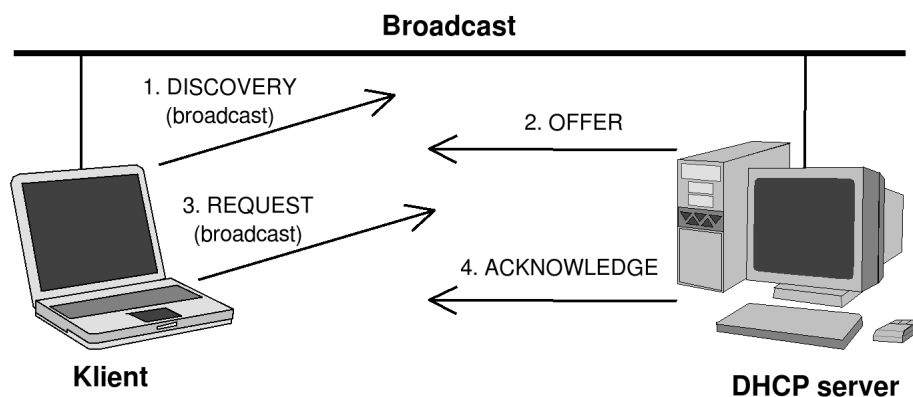 Broadcast
1. DISCOVERY
(broadcast)
2. OFFER
3. REQUEST
(broadcast)
4. ACKNOWLEDGE
Klient
DHCP server